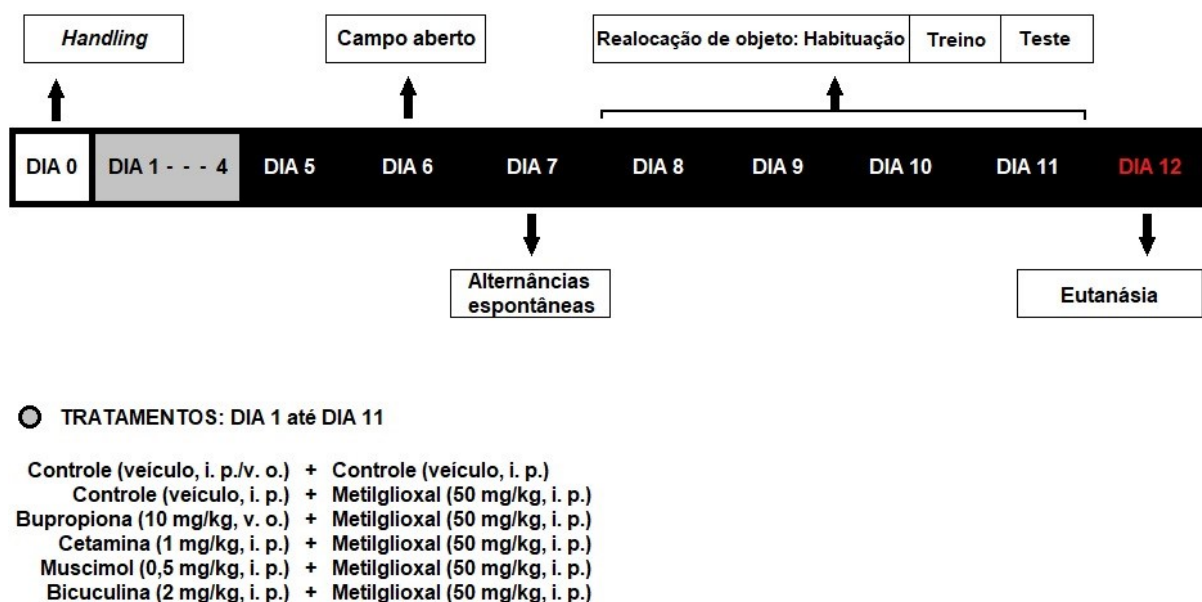 Handling
Campo aberto
Realocação de objeto: Habituação
Treino
Teste
DIA 0
DIA 1 - - - 4
DIA 5
DIA 6
DIA 7
DIA 8
DIA 9
DIA 10
DIA 11
DIA 12
Alternâncias
espontâneas
Eutanásia
TRATAMENTOS: DIA 1 até DIA 11
Controle (veículo, i. p./v. o.) + Controle (veículo, i. p.)
Controle (veículo, i. p.) + Metilglioxal (50 mg/kg, i. p.)
Bupropiona (10 mg/kg, v. o.) + Metilglioxal (50 mg/kg, i. p.)
Cetamina (1 mg/kg, i. p.) + Metilglioxal (50 mg/kg, i. p.)
Muscimol (0,5 mg/kg, i. p.) + Metilglioxal (50 mg/kg, i. p.)
Bicuculina (2 mg/kg, i. p.) + Metilglioxal (50 mg/kg, i. p.)